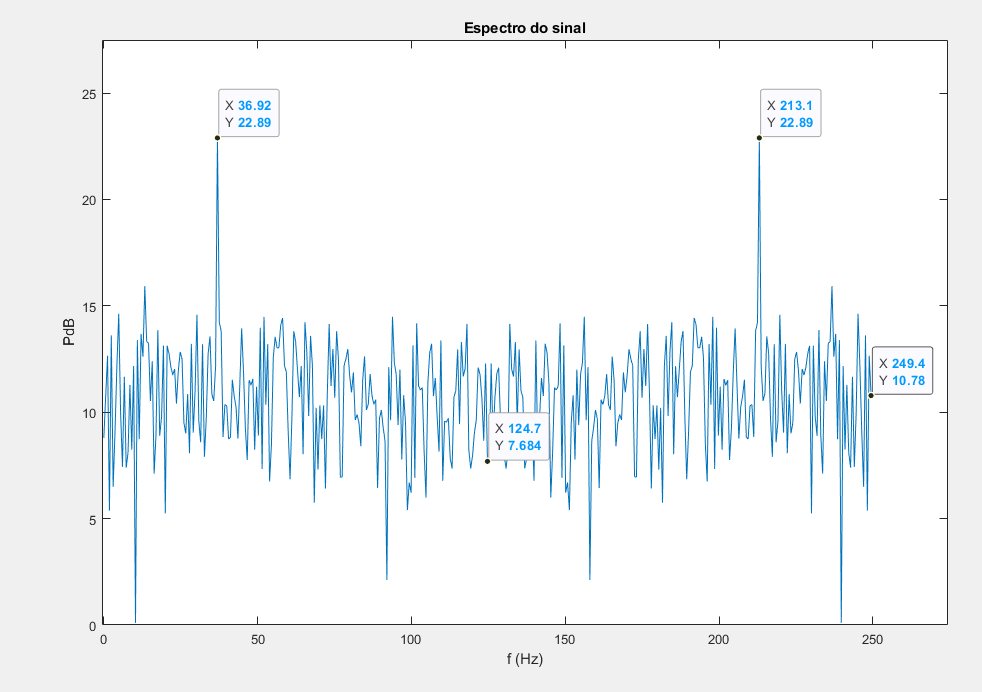 Espectro do sinal
PdB
25
20
15
10
5
0
X 36.92
Y 22.89
X 213.1
Y 22.89
X 249.4
Y 10.78
X 124.7
Y 7.684
0 50 100 150 200 250
f (Hz)